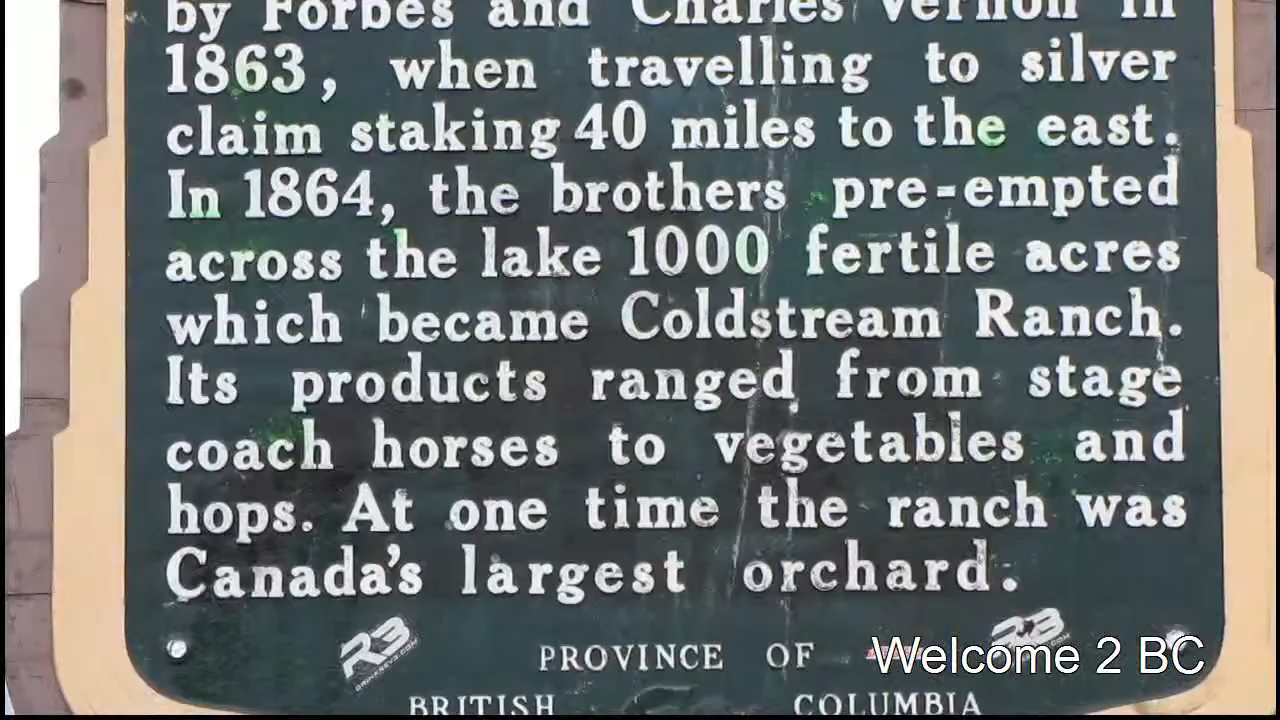 by Forbes and Charles Vernon in
1863, when travelling to silver
claim staking 40 miles to the east.
In 1864, the brothers pre-empted
across the lake 1000 fertile acres
which became Coldstream Ranch.
Its products ranged from stage
coach horses to vegetables and
hops. At one time the ranch was
Canada's largest orchard.
R3
R3
PROVINCE OF
Welcome 2 BC
BRITISH COLUMBIA